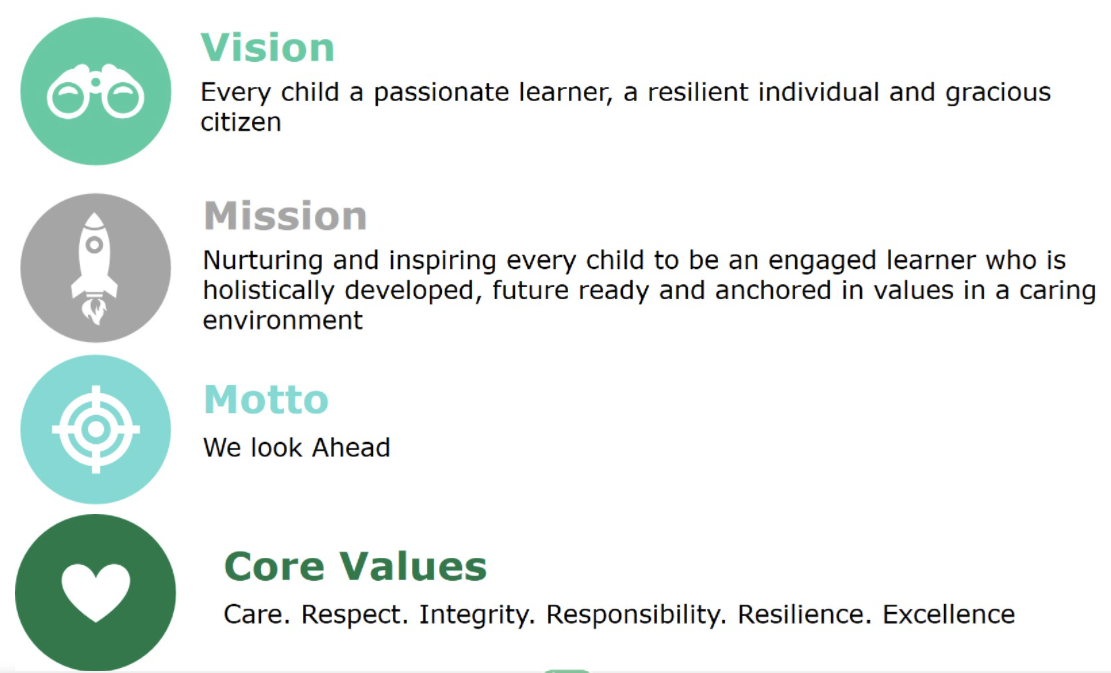 Vision
Every child a passionate learner, a resilient individual and gracious
citizen
Mission
Nurturing and inspiring every child to be an engaged learner who is
holistically developed, future ready and anchored in values in a caring
environment
Motto
We look Ahead
Core Values
Care. Respect. Integrity. Responsibility. Resilience. Excellence